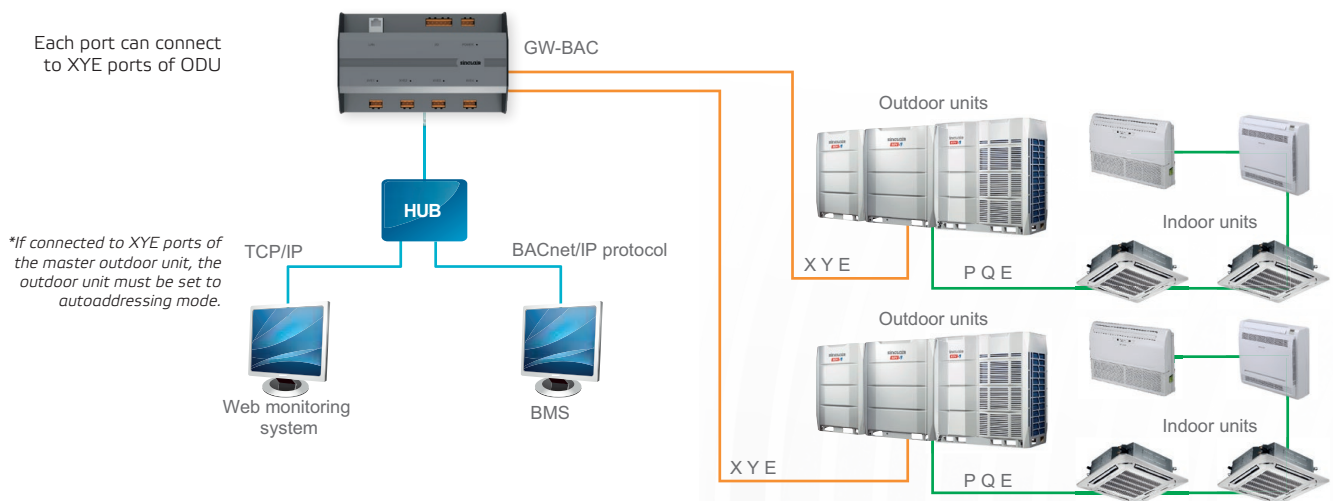 Each port can connect
to XYE ports of ODU
GW-BAC
HUB
*If connected to XYE ports of
the master outdoor unit, the
outdoor unit must be set to
autoaddressing mode.
TCP/IP
BACnet/IP protocol
Web monitoring
system
BMS
Outdoor units
Indoor units
X Y E
P Q E
Outdoor units
Indoor units
X Y E
P Q E